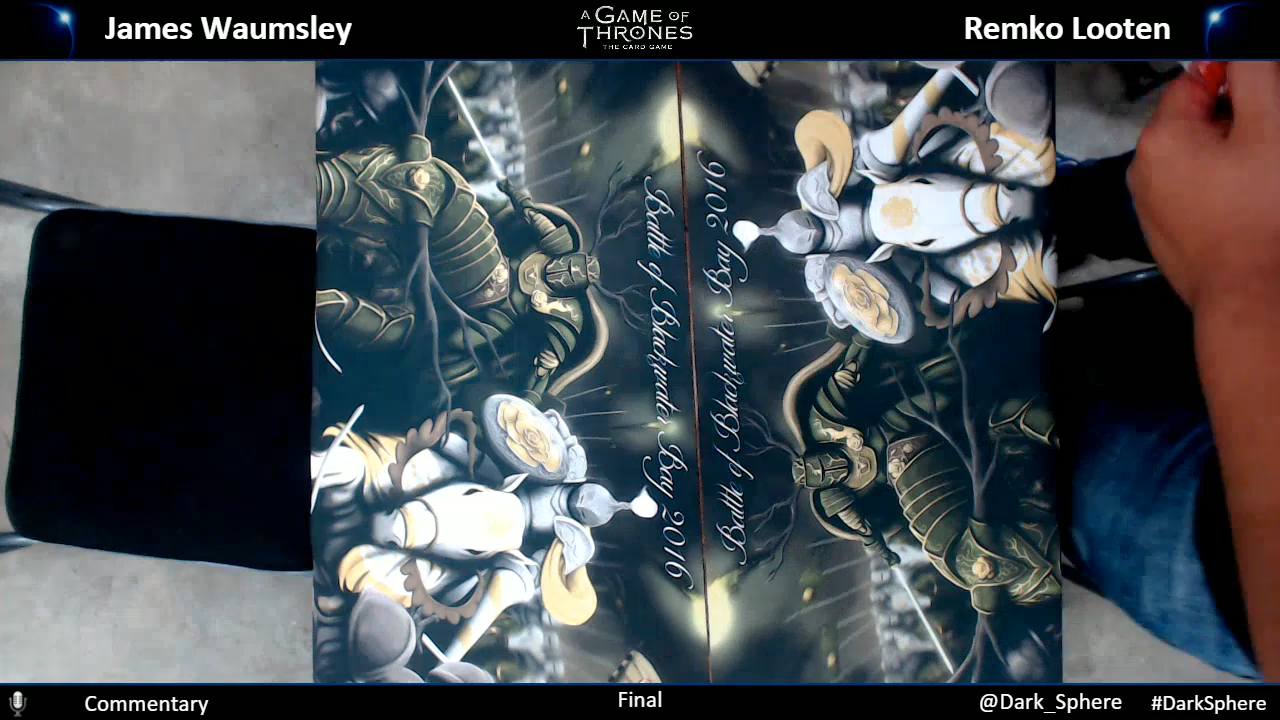 James Waumsley
A GAME OF
THRONES
THE CARD GAME
Remko Looten
Battle of Blackwater Bay 2016
Battle of Blackwater Bay 2016
Commentary
Final
@Dark_Sphere
#DarkSphere